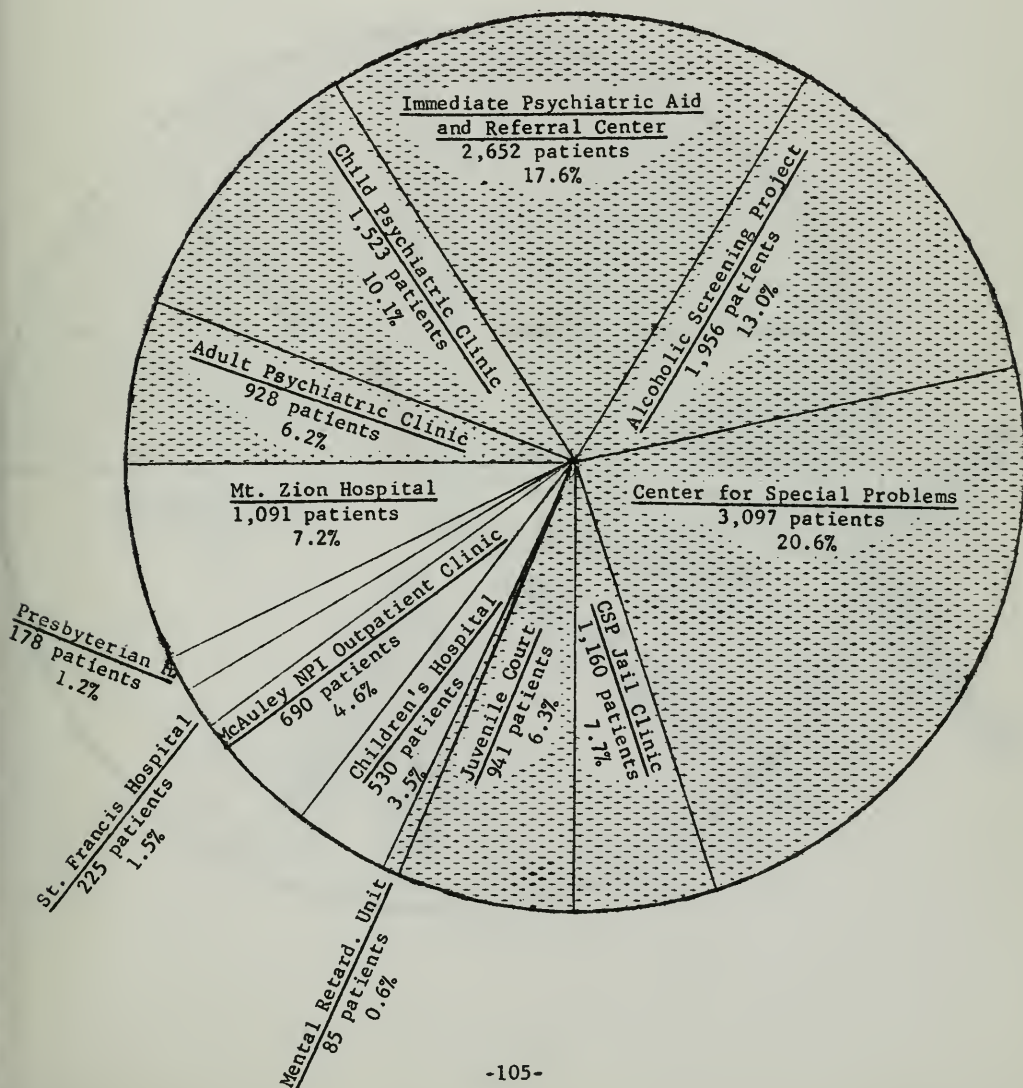 Immediate Psychiatric Aid
and Referral Center
2,652 patients
17.6%
Alcoholic Screening Project
1,956 patients
13.0%
Center for Special Problems
3,097 patients
20.6%
CSP Jail Clinic
1,160 patients
7.7%
Juvenile Court
941 patients
6.3%
Mental Retard. Unit
85 patients
0.6%
Children's Hospital
530 patients
3.5%
McAuley NPI Outpatient Clinic
690 patients
4.6%
St. Francis Hospital
225 patients
1.5%
Presbyterian
178 patients
1.2%
Mt. Zion Hospital
1,091 patients
7.2%
Adult Psychiatric Clinic
928 patients
6.2%
Child Psychiatric Clinic
1,523 patients
10.1%
-105-